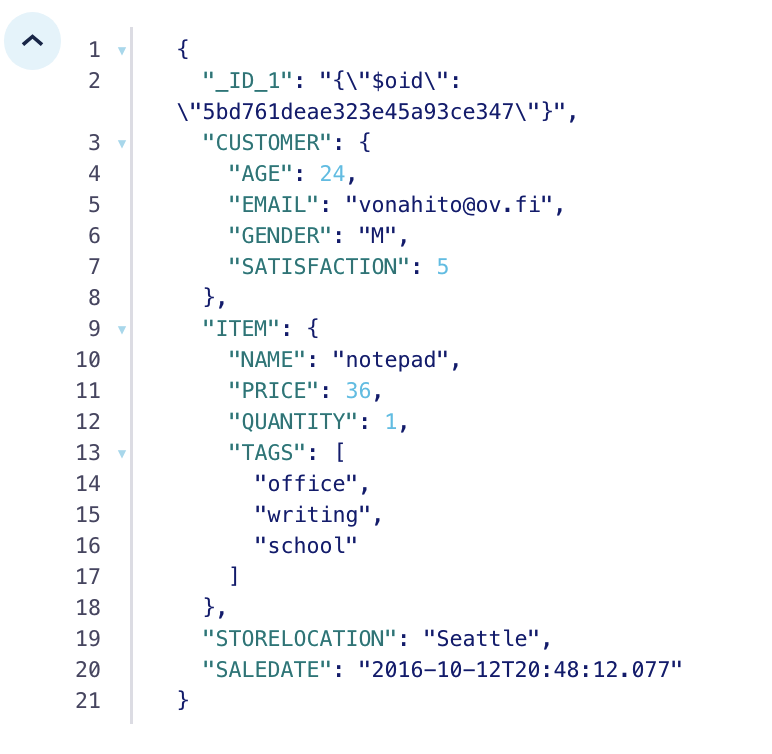 1 {
2 "_ID_1": "{\"$oid\":
\"5bd761deae323e45a93ce347\"}",
3 "CUSTOMER": {
4 "AGE": 24,
5 "EMAIL": "vonahito@ov.fi",
6 "GENDER": "M",
7 "SATISFACTION": 5
8 },
9 "ITEM": {
10 "NAME": "notepad",
11 "PRICE": 36,
12 "QUANTITY": 1,
13 "TAGS": [
14 "office",
15 "writing",
16 "school"
17 ]
18 },
19 "STORELOCATION": "Seattle",
20 "SALEDATE": "2016-10-12T20:48:12.077"
21 }